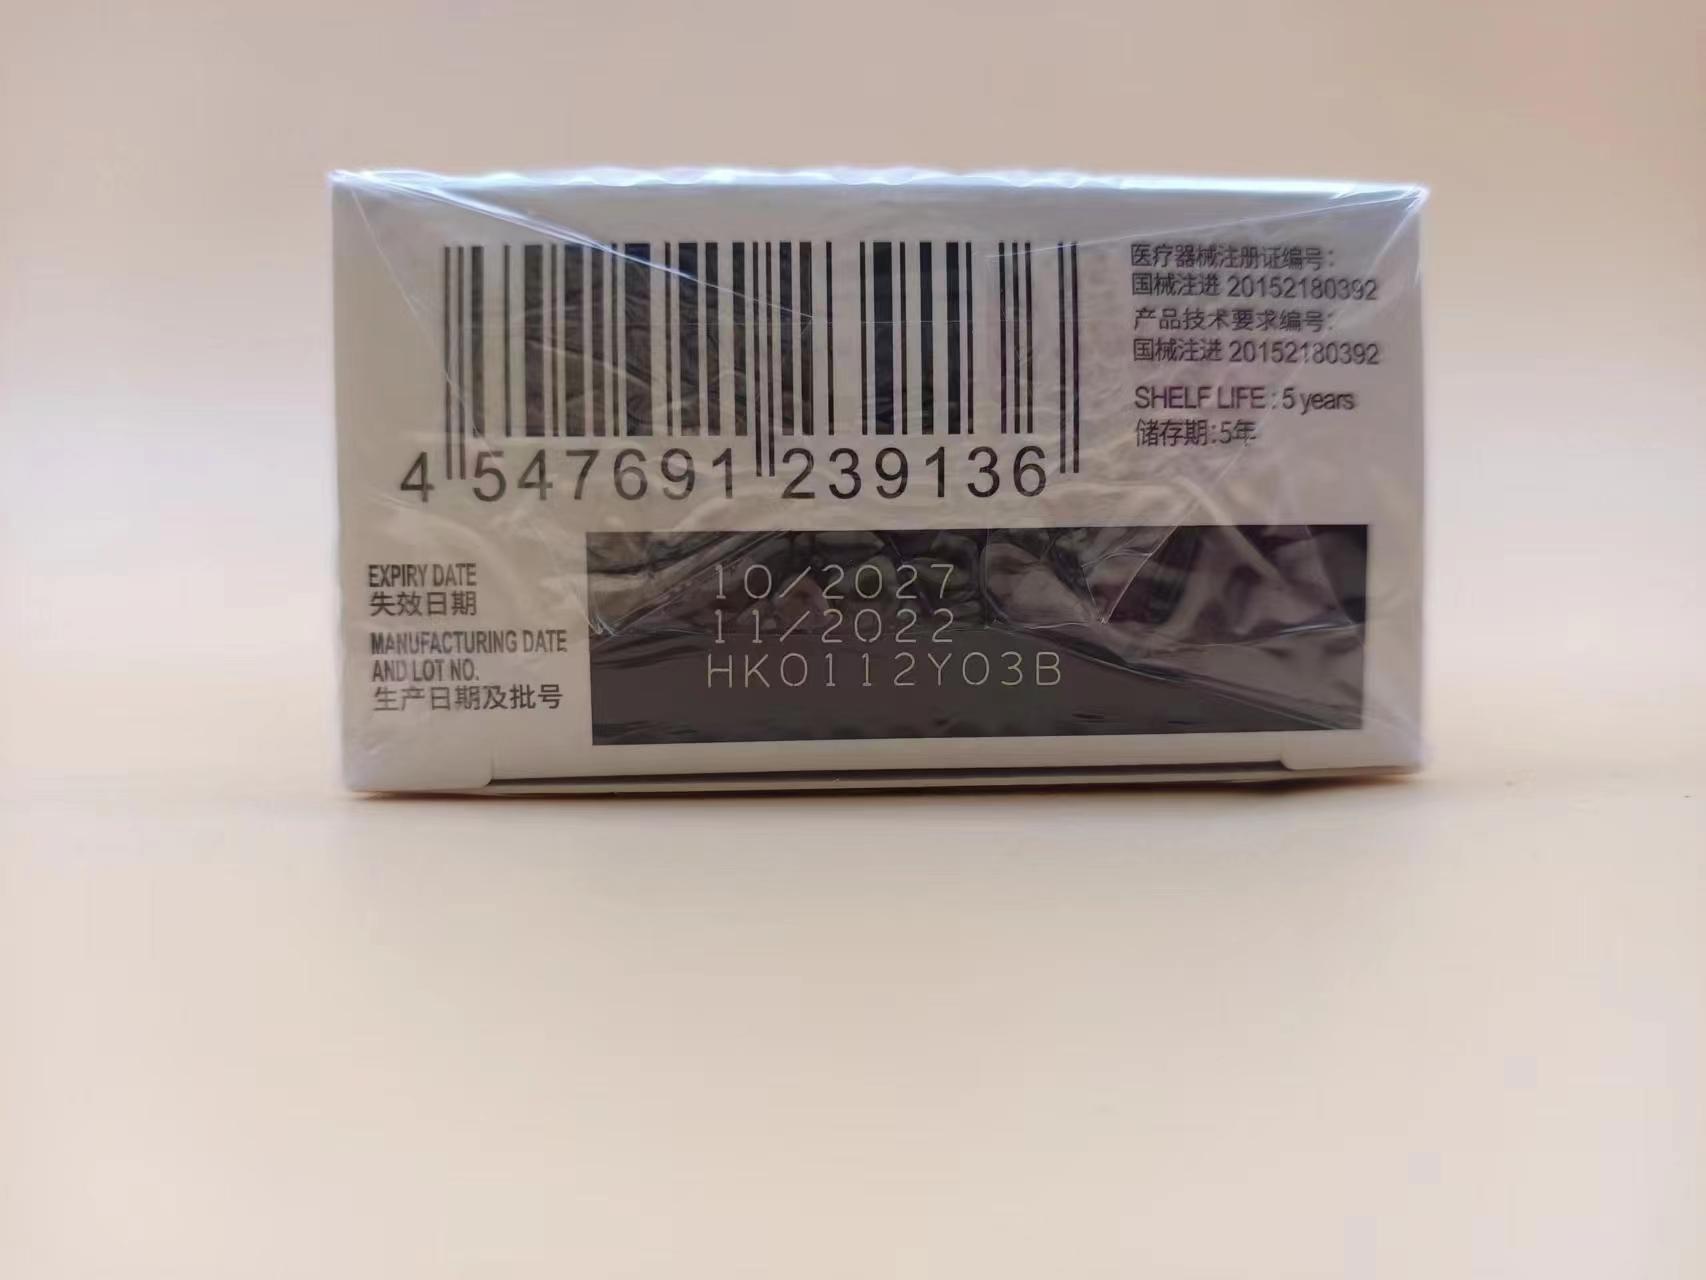 4 547691 239136
医疗器械注册证编号：
国械注进 20152180392
产品技术要求编号：
国械注进 20152180392
SHELF LIFE : 5 years
储存期:5年
EXPIRY DATE
失效日期
MANUFACTURING DATE
AND LOT NO.
生产日期及批号
10/2027
11/2022
HK0112Y03B